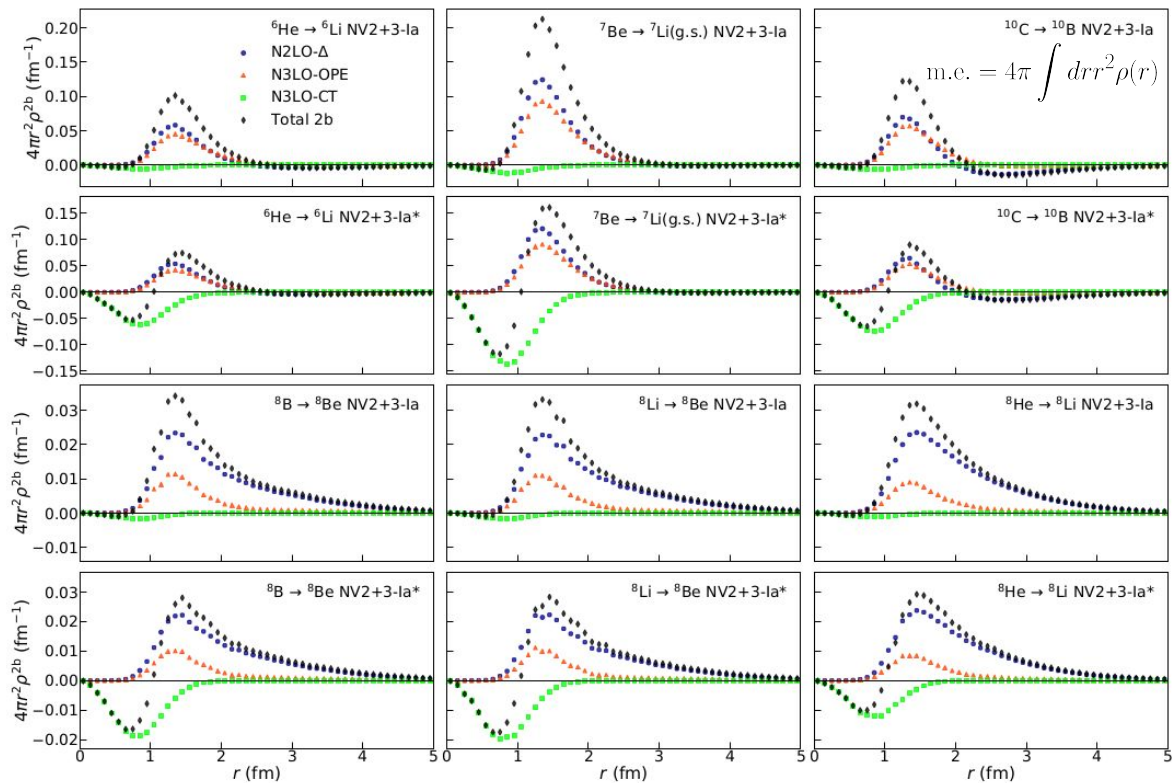 ⁶He → ⁶Li NV2+3-Ia
N2LO-Δ
N3LO-OPE
N3LO-CT
Total 2b
⁷Be → ⁷Li(g.s.) NV2+3-Ia
¹⁰C → ¹⁰B NV2+3-Ia
m.e. = 4π ∫ drr²ρ(r)
4πr²ρ²ᵇ (fm⁻¹)
0.20
0.15
0.10
0.05
0.00
⁶He → ⁶Li NV2+3-Ia*
⁷Be → ⁷Li(g.s.) NV2+3-Ia*
¹⁰C → ¹⁰B NV2+3-Ia*
4πr²ρ²ᵇ (fm⁻¹)
0.15
0.10
0.05
0.00
−0.05
−0.10
−0.15
⁸B → ⁸Be NV2+3-Ia
⁸Li → ⁸Be NV2+3-Ia
⁸He → ⁸Li NV2+3-Ia
4πr²ρ²ᵇ (fm⁻¹)
0.03
0.02
0.01
0.00
−0.01
⁸B → ⁸Be NV2+3-Ia*
⁸Li → ⁸Be NV2+3-Ia*
⁸He → ⁸Li NV2+3-Ia*
4πr²ρ²ᵇ (fm⁻¹)
0.03
0.02
0.01
0.00
−0.01
−0.02
0 1 2 3 4 5 0 1 2 3 4 5 0 1 2 3 4 5
r (fm) r (fm) r (fm)